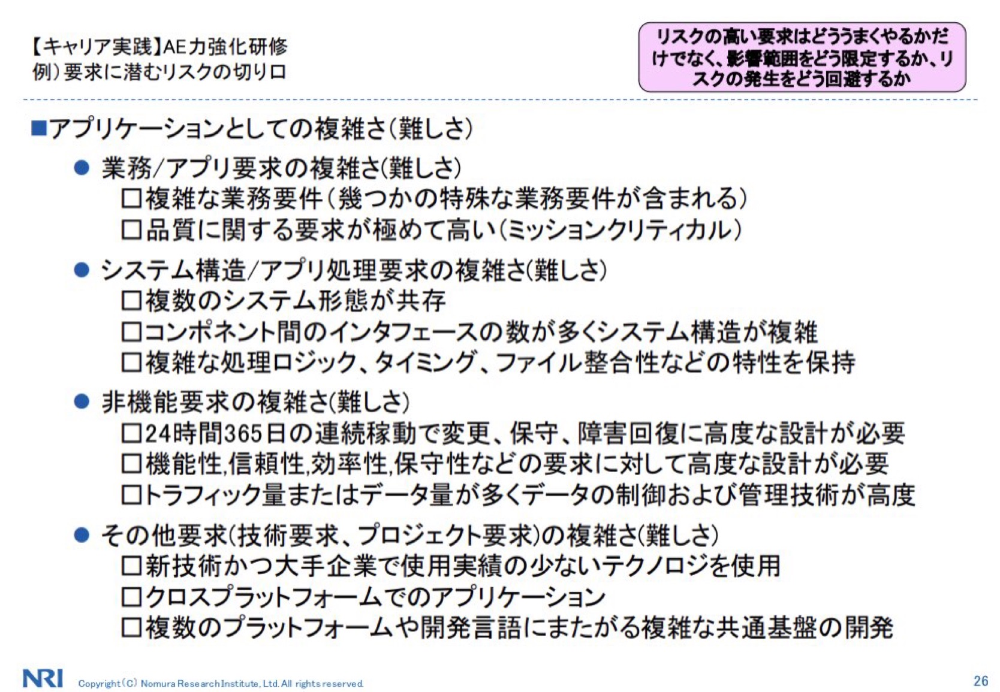 【キャリア実践】AE力強化研修
例）要求に潜むリスクの切り口
リスクの高い要求はどううまくやるかだ
けでなく、影響範囲をどう限定するか、リ
スクの発生をどう回避するか
■アプリケーションとしての複雑さ（難しさ）
● 業務/アプリ要求の複雑さ(難しさ）
□複雑な業務要件（幾つかの特殊な業務要件が含まれる）
□品質に関する要求が極めて高い（ミッションクリティカル）
● システム構造/アプリ処理要求の複雑さ(難しさ）
□複数のシステム形態が共存
□コンポネント間のインタフェースの数が多くシステム構造が複雑
□複雑な処理ロジック、タイミング、ファイル整合性などの特性を保持
● 非機能要求の複雑さ(難しさ）
□24時間365日の連続稼動で変更、保守、障害回復に高度な設計が必要
□機能性,信頼性,効率性,保守性などの要求に対して高度な設計が必要
□トラフィック量またはデータ量が多くデータの制御および管理技術が高度
● その他要求(技術要求、プロジェクト要求)の複雑さ(難しさ）
□新技術かつ大手企業で使用実績の少ないテクノロジを使用
□クロスプラットフォームでのアプリケーション
□複数のプラットフォームや開発言語にまたがる複雑な共通基盤の開発
NRI Copyright（C） Nomura Research Institute, Ltd. All rights reserved.
26